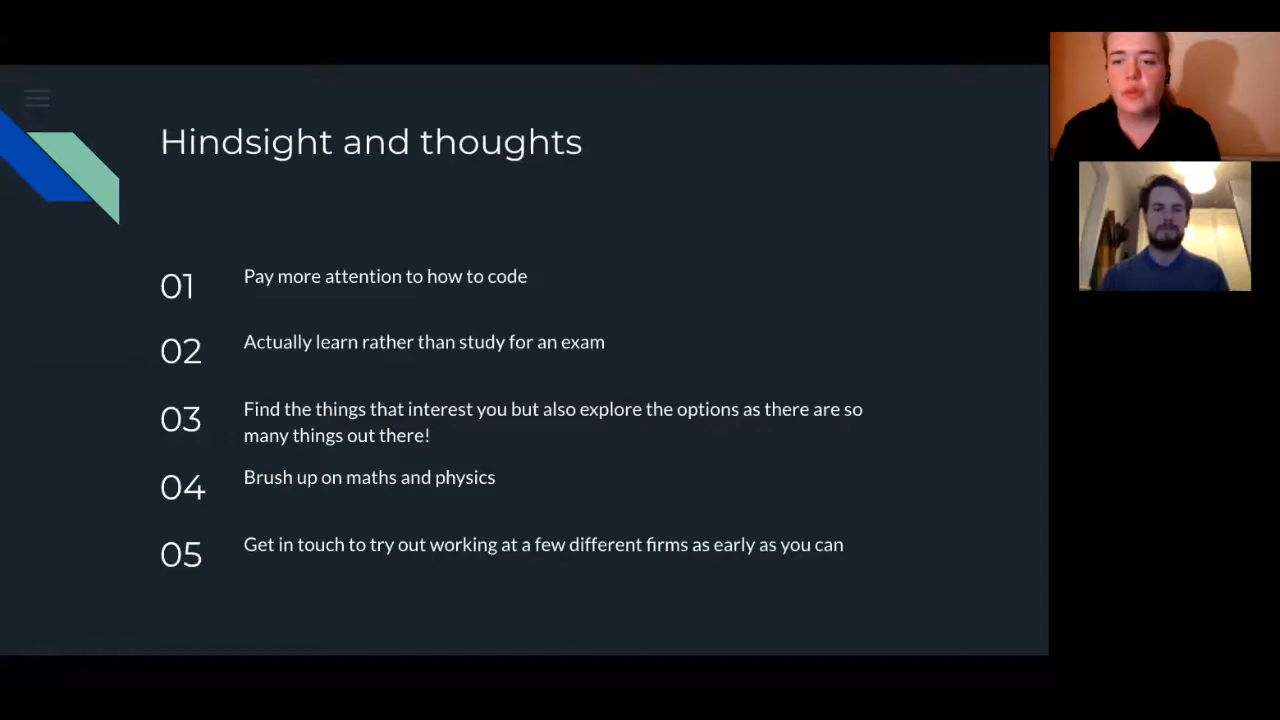 Hindsight and thoughts
01 Pay more attention to how to code
02 Actually learn rather than study for an exam
03 Find the things that interest you but also explore the options as there are so
many things out there!
04 Brush up on maths and physics
05 Get in touch to try out working at a few different firms as early as you can